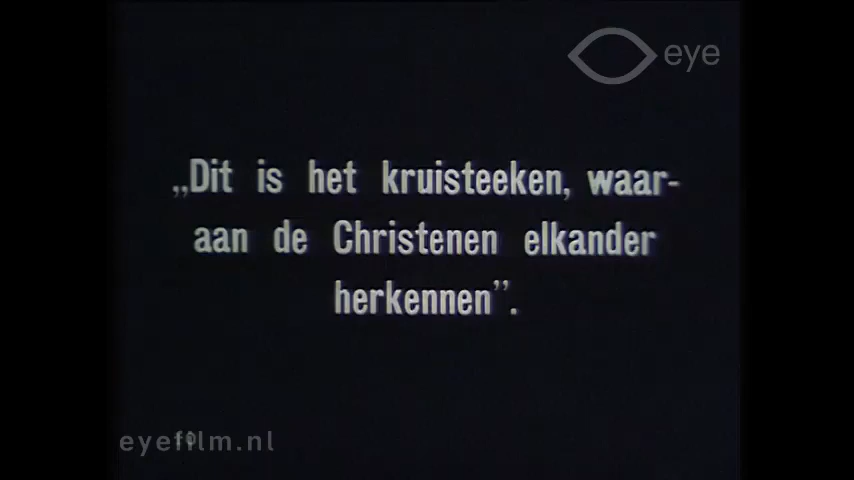 eye
„Dit is het kruisteeken, waar-
aan de Christenen elkander
herkennen”.
eyefilm.nl